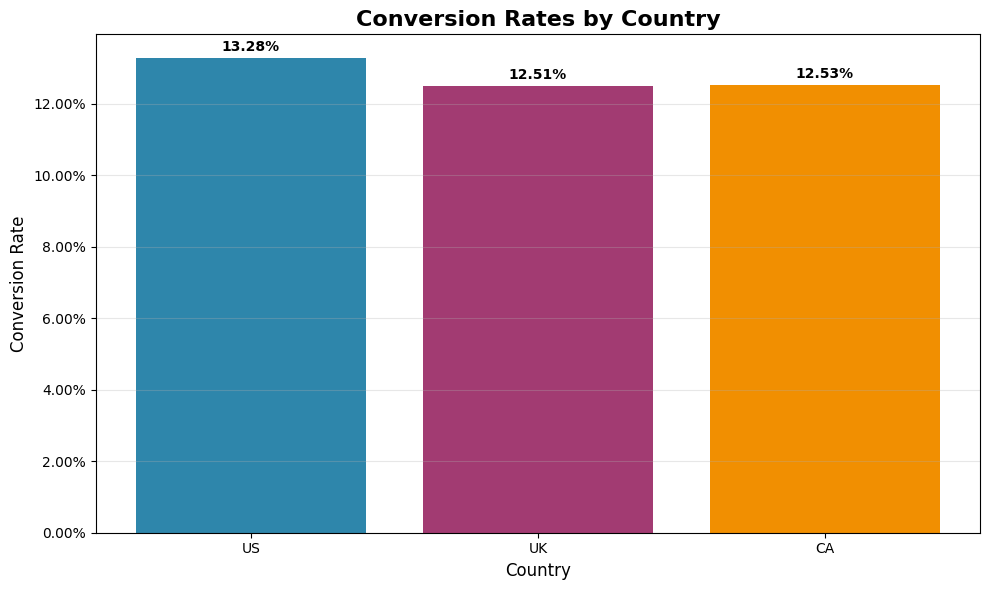 Conversion Rates by Country
13.28%
12.51%
12.53%
12.00%
10.00%
8.00%
6.00%
4.00%
2.00%
0.00%
Conversion Rate
US
UK
CA
Country